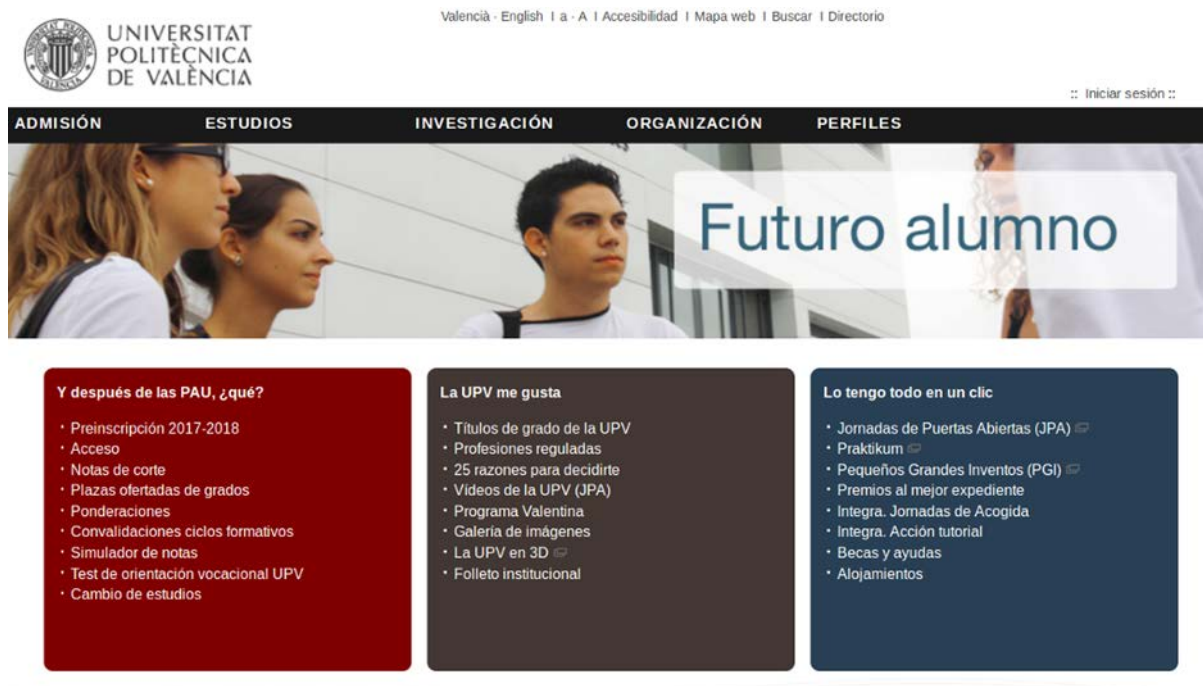 Valencià · English I a · A I Accesibilidad I Mapa web I Buscar I Directorio
UNIVERSITAT
POLITÈCNICA
DE VALÈNCIA
:: Iniciar sesión ::
ADMISIÓN ESTUDIOS INVESTIGACIÓN ORGANIZACIÓN PERFILES
Futuro alumno
Y después de las PAU, ¿qué?
· Preinscripción 2017-2018
· Acceso
· Notas de corte
· Plazas ofertadas de grados
· Ponderaciones
· Convalidaciones ciclos formativos
· Simulador de notas
· Test de orientación vocacional UPV
· Cambio de estudios
La UPV me gusta
· Títulos de grado de la UPV
· Profesiones reguladas
· 25 razones para decidirte
· Vídeos de la UPV (JPA)
· Programa Valentina
· Galería de imágenes
· La UPV en 3D
· Folleto institucional
Lo tengo todo en un clic
· Jornadas de Puertas Abiertas (JPA)
· Praktikum
· Pequeños Grandes Inventos (PGI)
· Premios al mejor expediente
· Integra. Jornadas de Acogida
· Integra. Acción tutorial
· Becas y ayudas
· Alojamientos